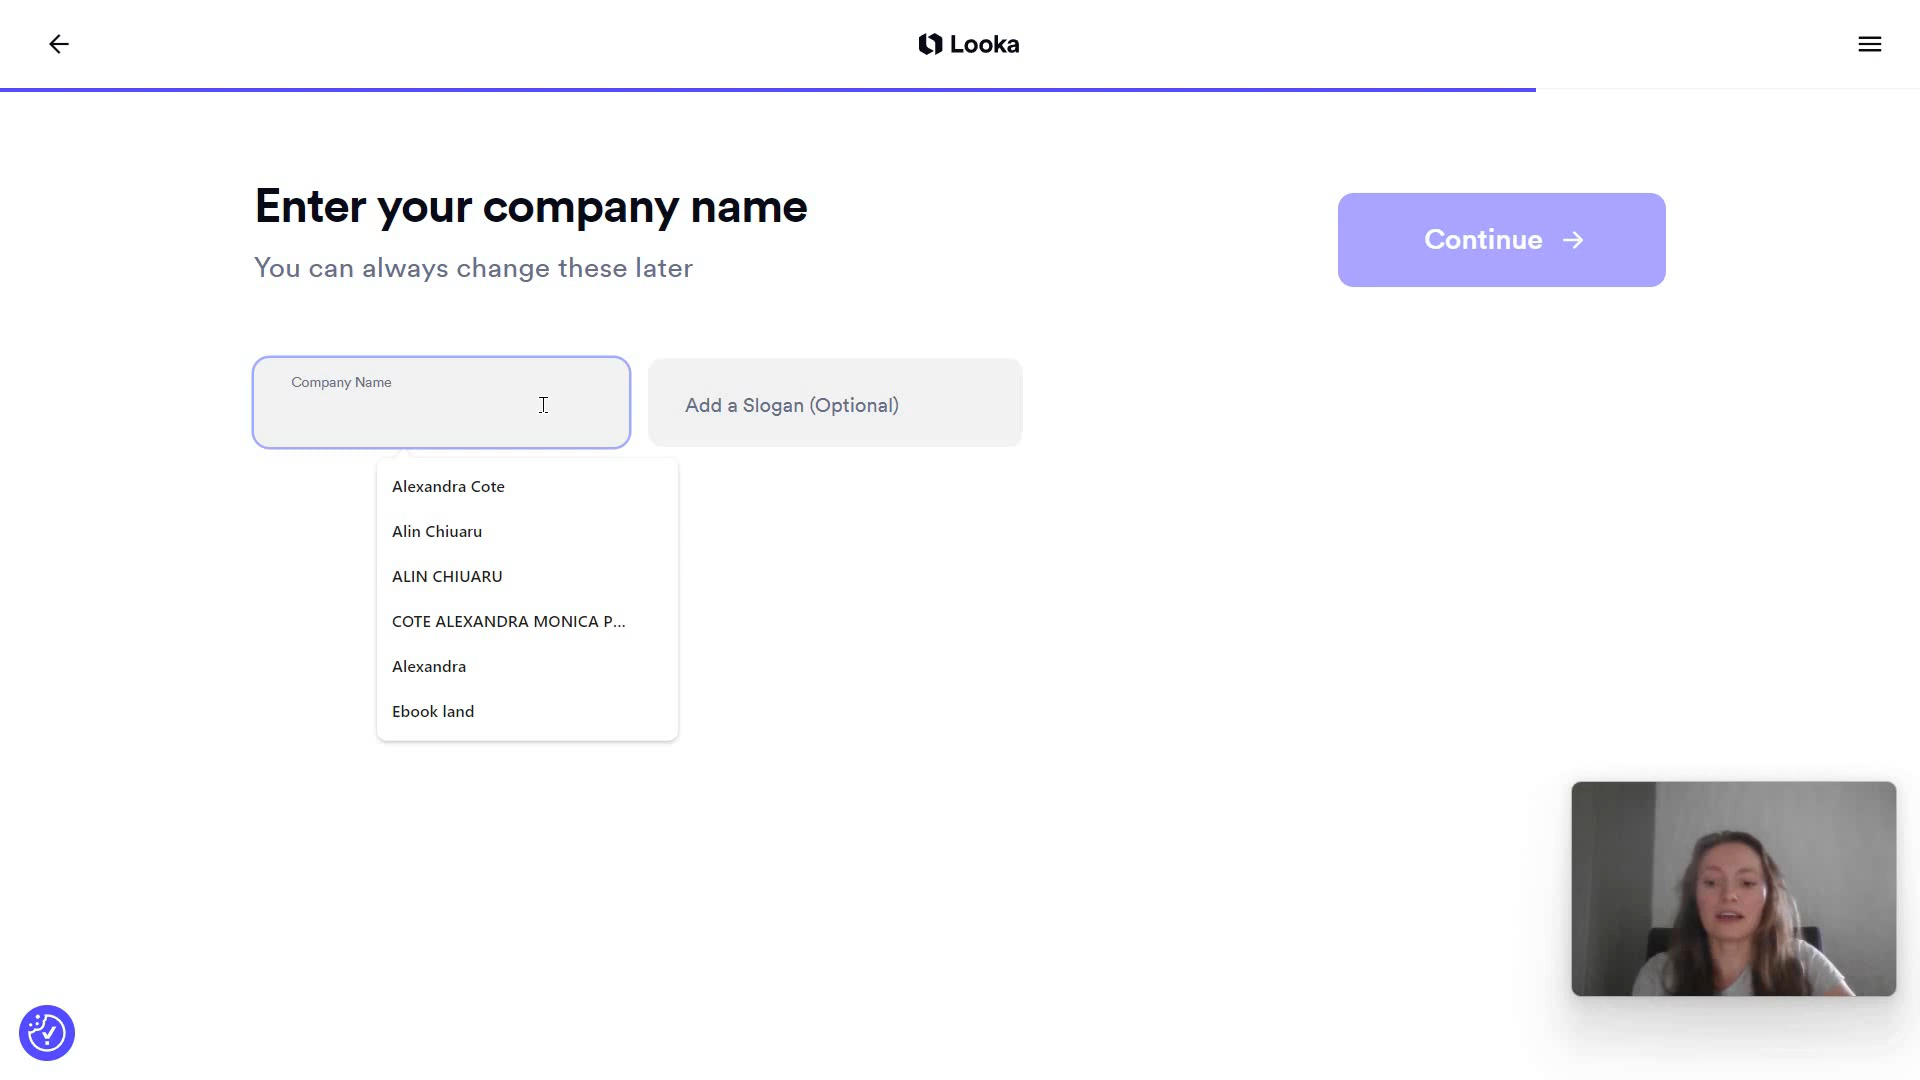 Looka
Enter your company name
You can always change these later
Continue
Company Name
Add a Slogan (Optional)
Alexandra Cote
Alin Chiuaru
ALIN CHIUARU
COTE ALEXANDRA MONICA P...
Alexandra
Ebook land